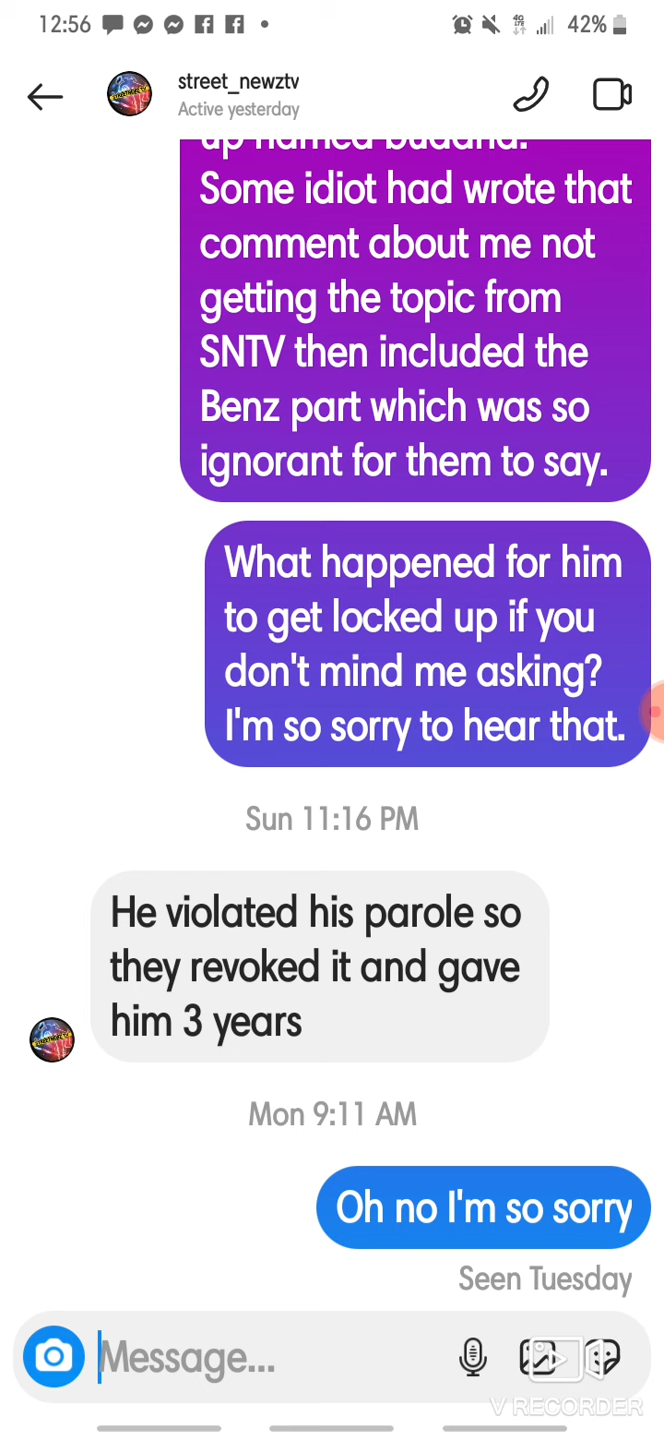 12:56
4G
LTE
42%
street_newztv
Active yesterday
up named buddha.
Some idiot had wrote that
comment about me not
getting the topic from
SNTV then included the
Benz part which was so
ignorant for them to say.
What happened for him
to get locked up if you
don't mind me asking?
I'm so sorry to hear that.
Sun 11:16 PM
He violated his parole so
they revoked it and gave
him 3 years
Mon 9:11 AM
Oh no I'm so sorry
Seen Tuesday
Message...
V RECORDER